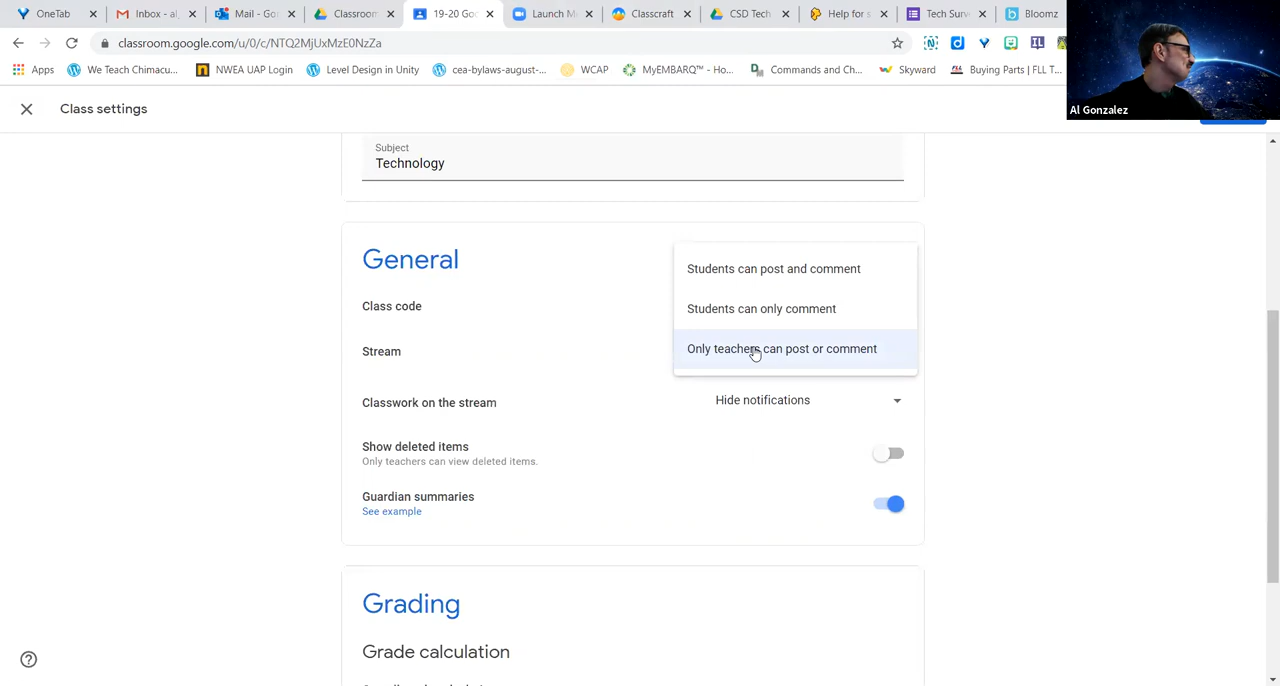 OneTab
Inbox - al,
Mail - Go
Classroom
19-20 Goo
Launch M
Classcraft
CSD Tech
Help for s
Tech Surv
Bloomz
classroom.google.com/u/0/c/NTQ2MjUxMzE0NzZa
Apps
We Teach Chimacu...
NWEA UAP Login
Level Design in Unity
cea-bylaws-august-...
WCAP
MyEMBARQ™ - Ho...
Commands and Ch...
Skyward
Buying Parts | FLL T...
Al Gonzalez
Class settings
Subject
Technology
General
Class code
Stream
Students can post and comment
Students can only comment
Only teachers can post or comment
Classwork on the stream
Hide notifications
Show deleted items
Only teachers can view deleted items.
Guardian summaries
See example
Grading
Grade calculation